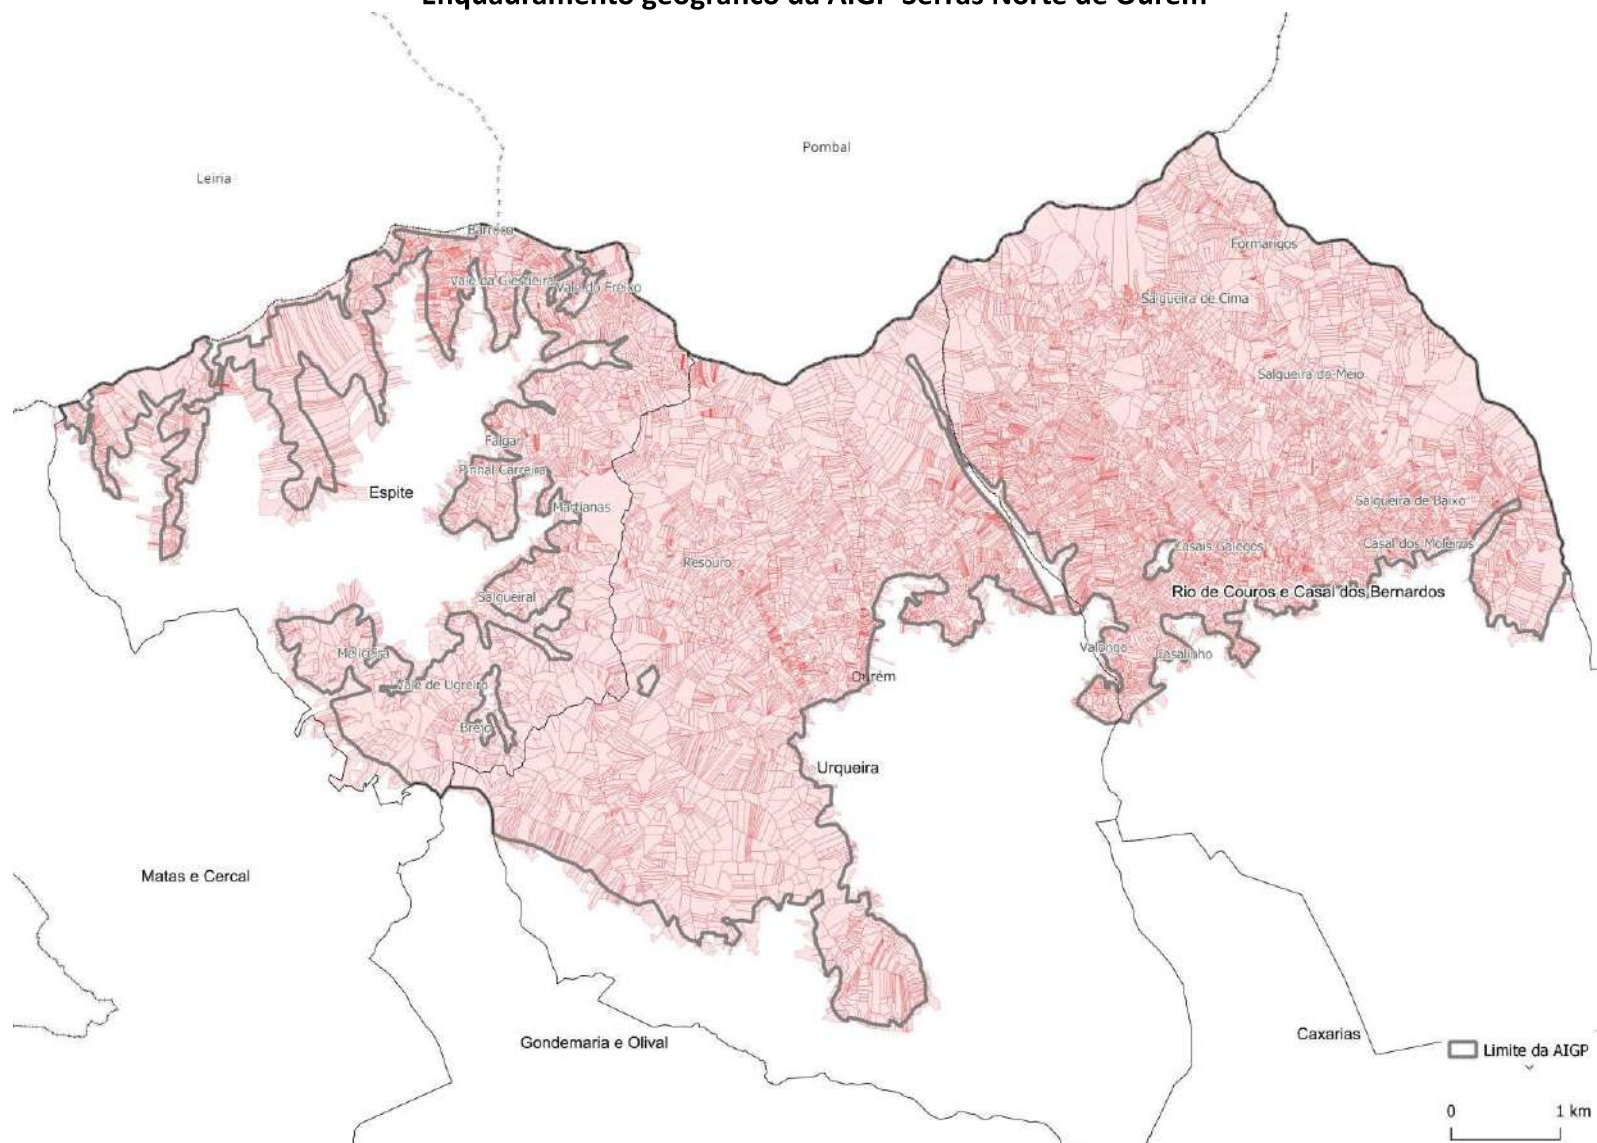 Enquadramento geográfico da AIGP Serras Norte de Ourém
Pombal
Leiria
Barroco
Formarigos
Vale da Giesteira
Vale do Freixo
Salgueira de Cima
Salgueira do Meio
Falgar
Pinhal Carreira
Espite
Salgueira de Baixo
Martianas
Casais Galegos
Casal dos Moleiros
Resouro
Rio de Couros e Casal dos Bernardos
Salgueiral
Valongo
Casalinho
Meliceira
Ourém
Vale de Ugreiro
Brejo
Urqueira
Matas e Cercal
Caxarias
Gondemaria e Olival
Limite da AIGP
0 1 km